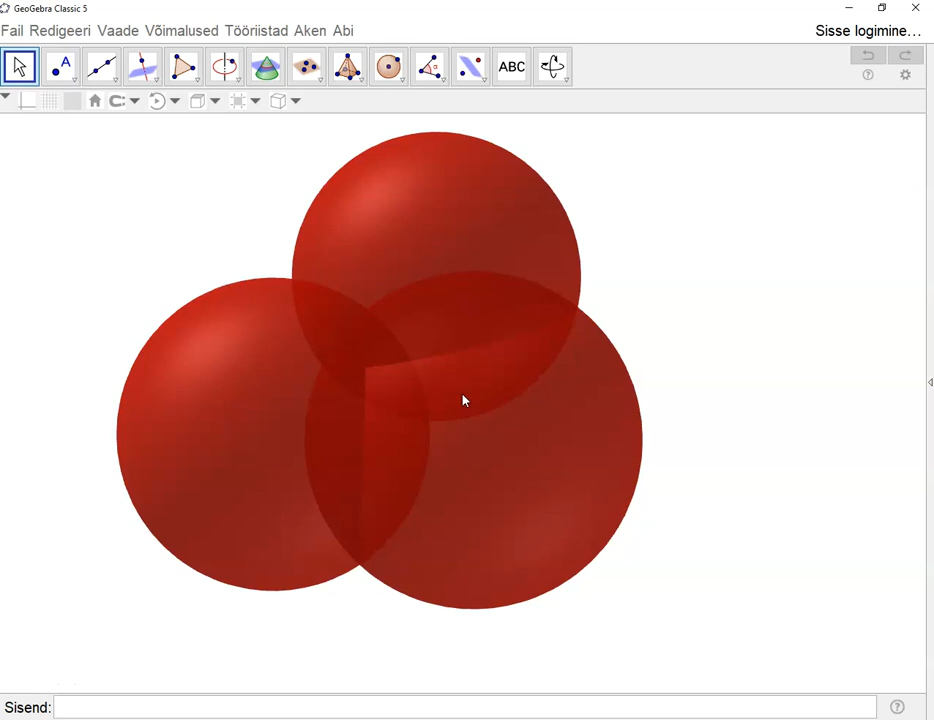 GeoGebra Classic 5
Fail Redigeeri Vaade Võimalused Tööriistad Aken Abi
Sisse logimine...
A
α
ABC
Sisend: